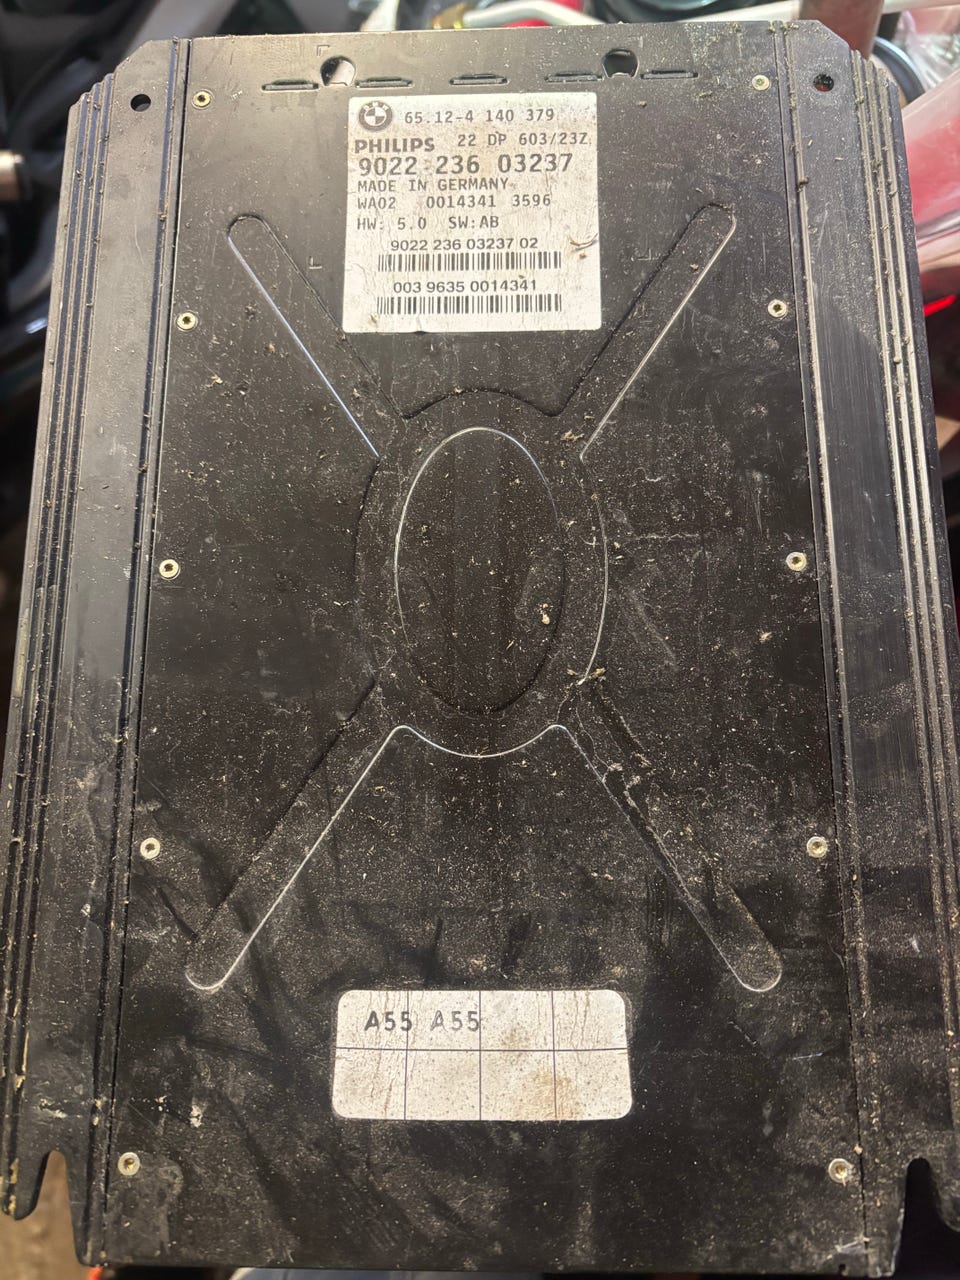 BMW
65.12-4 140 379
PHILIPS 22 DP 603/23Z
9022 236 03237
MADE IN GERMANY
WA02 0014341 3596
HW: 5.0 SW:AB
9022 236 03237 02
003 9635 0014341
A55 A55